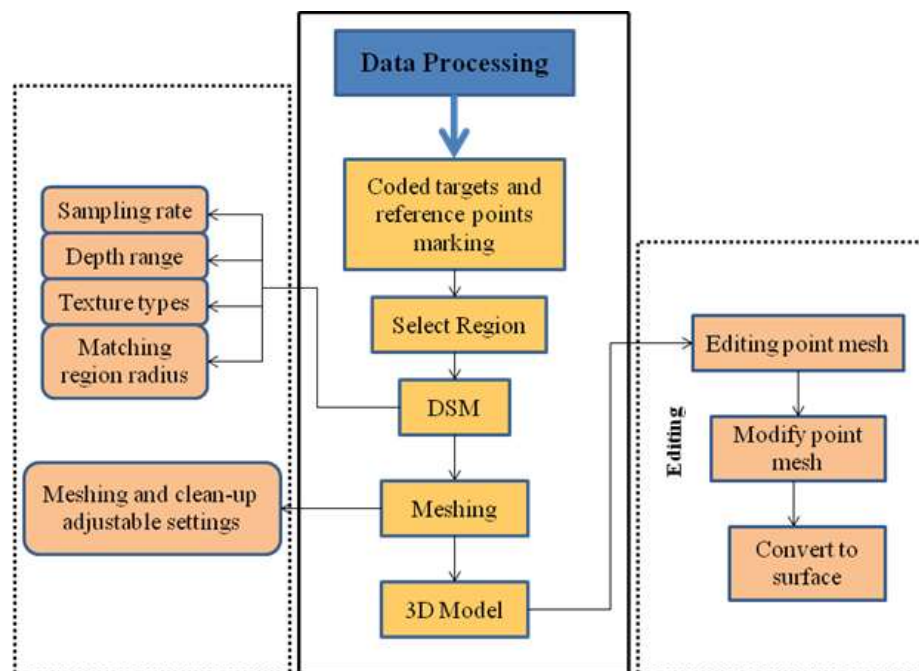 Data Processing
Coded targets and
reference points
marking
Select Region
DSM
Meshing
3D Model
Sampling rate
Depth range
Texture types
Matching
region radius
Meshing and clean-up
adjustable settings
Editing
Editing point mesh
Modify point
mesh
Convert to
surface